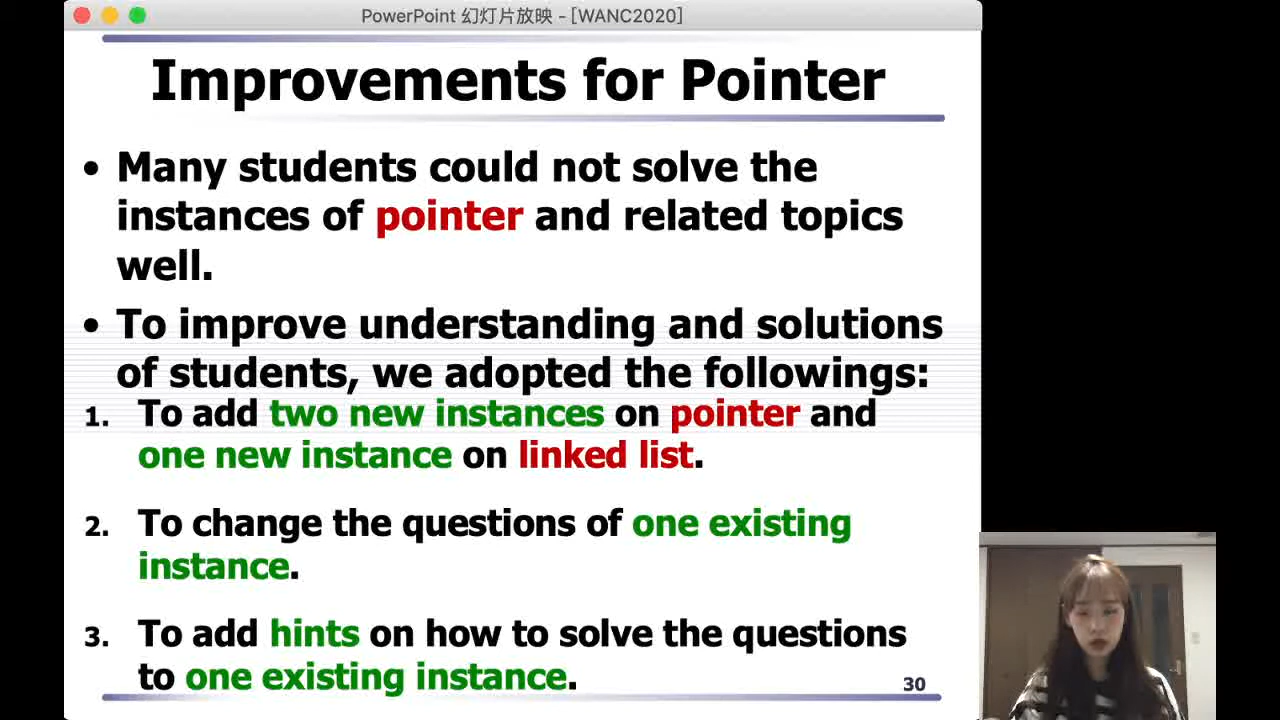 PowerPoint 幻灯片放映 - [WANC2020]
Improvements for Pointer
• Many students could not solve the
instances of pointer and related topics
well.
• To improve understanding and solutions
of students, we adopted the followings:
1. To add two new instances on pointer and
one new instance on linked list.
2. To change the questions of one existing
instance.
3. To add hints on how to solve the questions
to one existing instance.
30